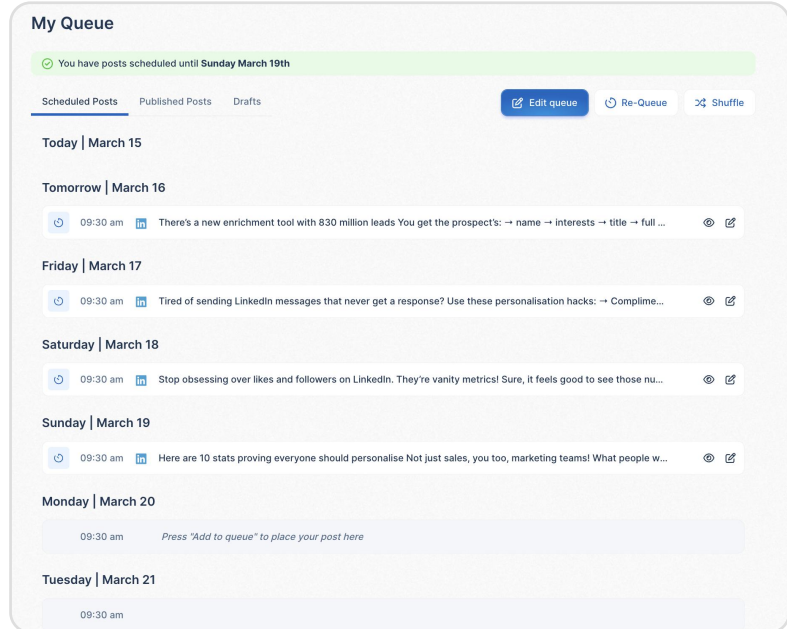 My Queue
You have posts scheduled until Sunday March 19th
Scheduled Posts Published Posts Drafts Edit queue Re-Queue Shuffle
Today | March 15
Tomorrow | March 16
09:30 am in There's a new enrichment tool with 830 million leads You get the prospect's: → name → interests → title → full ...
Friday | March 17
09:30 am in Tired of sending LinkedIn messages that never get a response? Use these personalisation hacks: → Complime...
Saturday | March 18
09:30 am in Stop obsessing over likes and followers on LinkedIn. They're vanity metrics! Sure, it feels good to see those nu...
Sunday | March 19
09:30 am in Here are 10 stats proving everyone should personalise Not just sales, you too, marketing teams! What people w...
Monday | March 20
09:30 am Press "Add to queue" to place your post here
Tuesday | March 21
09:30 am